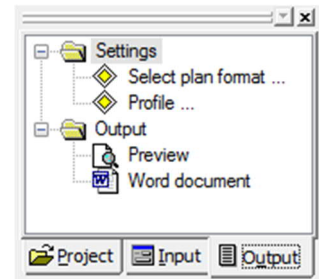 Settings
Select plan format ...
Profile ...
Output
Preview
Word document
Project Input Output